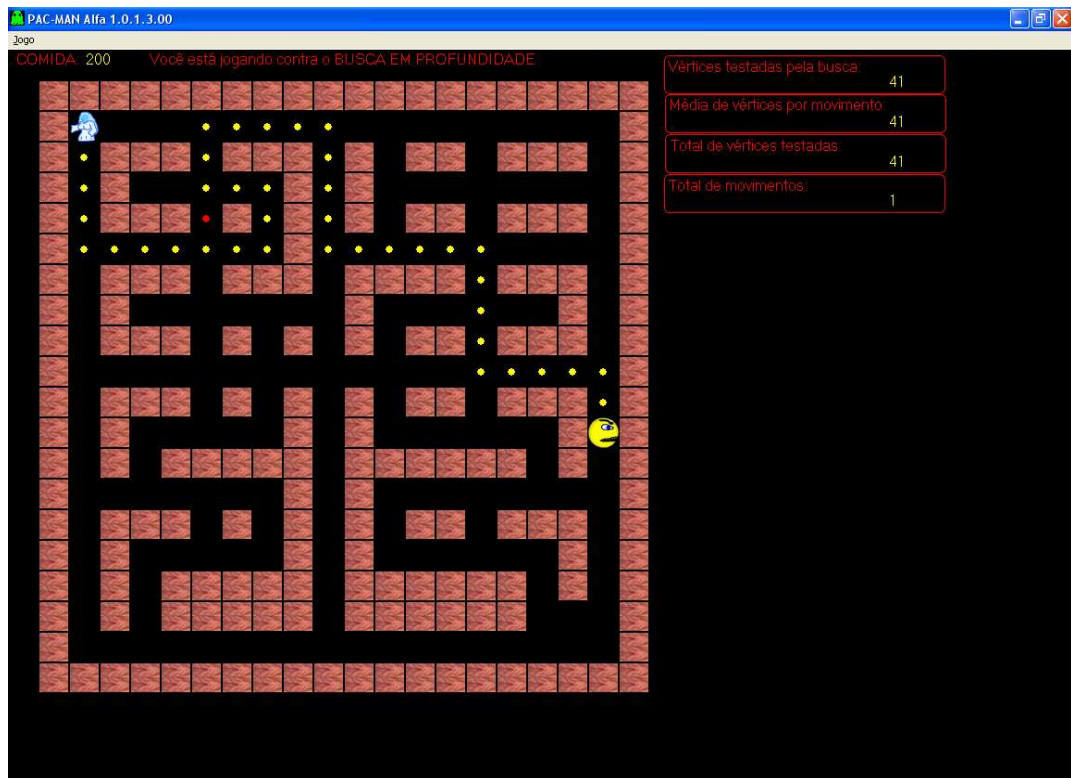 PAC-MAN Alfa 1.0.1.3.00
Jogo
COMIDA: 200 Você está jogando contra o BUSCA EM PROFUNDIDADE
Vértices testadas pela busca:
41
Média de vértices por movimento:
41
Total de vértices testadas:
41
Total de movimentos:
1